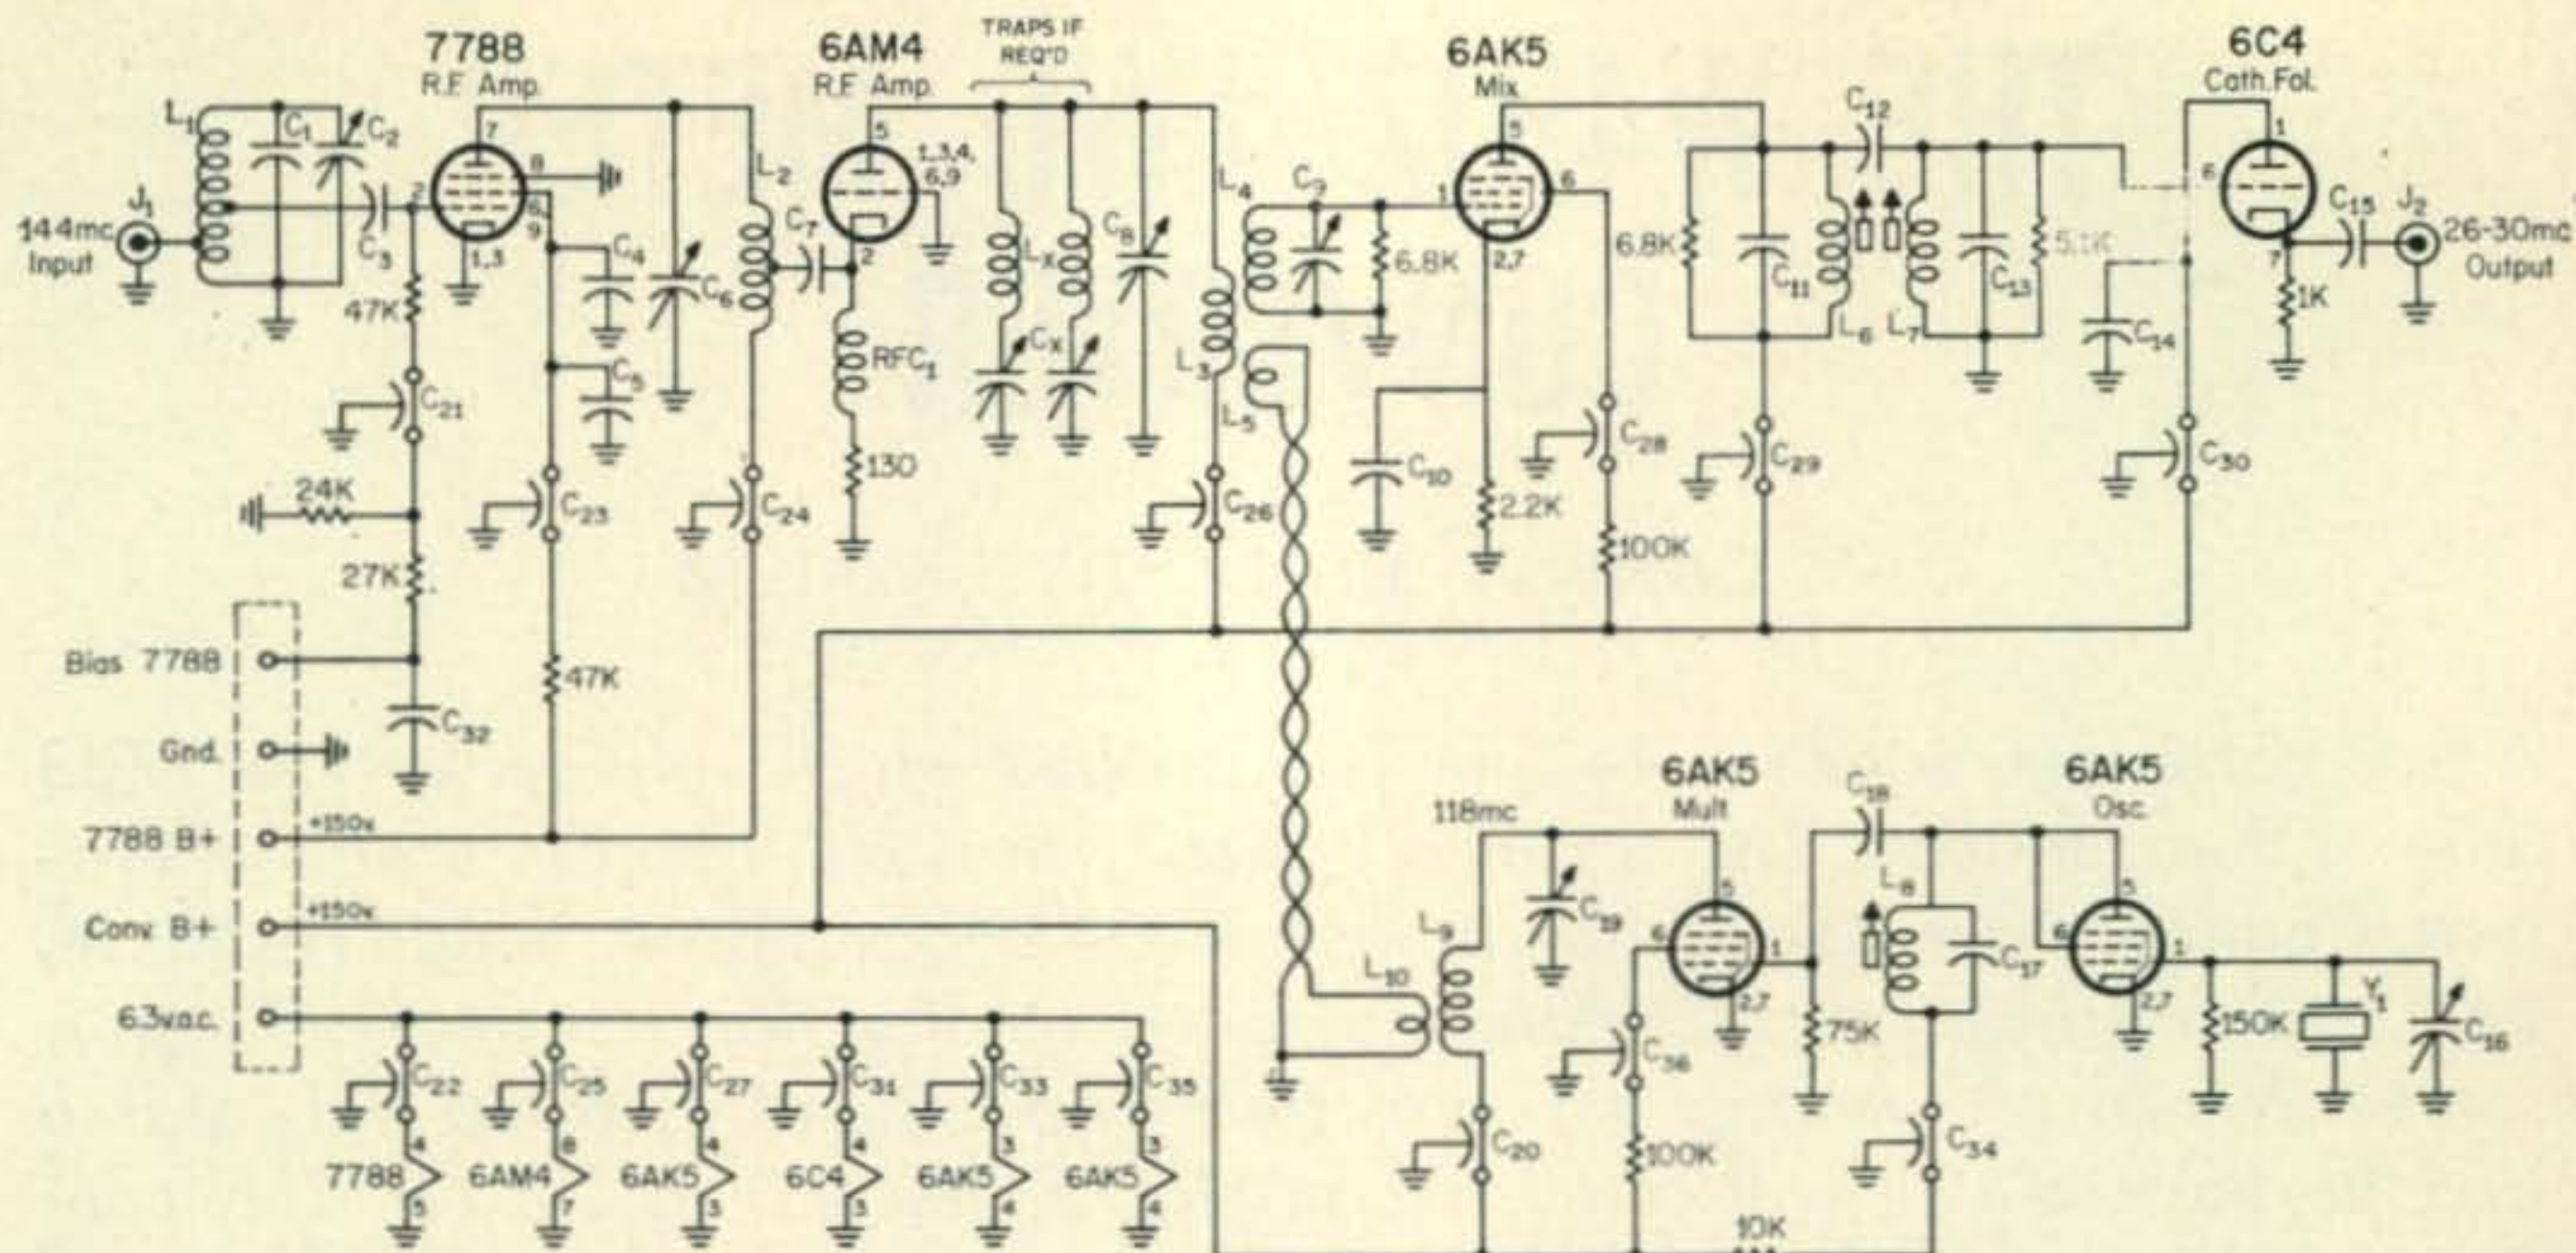 7788
R.F. Amp.
6AM4
R.F. Amp.
TRAPS IF
REQ'D
6AK5
Mix
6C4
Cath. Fol.
L1
C1
C2
J1
144mc
Input
C3
7
8
2
6
9
1,3
47K
C21
24K
27K
C4
C5
C6
L2
C7
5
1,3,4,
6,9
2
RFC1
130
C23
C24
LX
CX
C8
L4
L3
L5
C26
C9
6.8K
1
5
6
2,7
C10
2.2K
C28
100K
6.8K
C11
C12
L6
L7
C13
5.1K
C29
C14
C30
1
6
7
C15
J2
26-30mc
Output
1K
Bias 7788
Gnd.
7788 B+
Conv. B+
6.3v.a.c.
C32
47K
+150v.
+150v.
C22
C25
C27
C31
C33
C35
4
8
4
4
3
3
7788
6AM4
6AK5
6C4
6AK5
6AK5
5
7
3
3
4
4
118mc
6AK5
Mult
6AK5
Osc.
C18
C19
L9
L10
C20
5
6
1
2,7
C36
100K
75K
L8
C17
C34
10K
5
6
1
2,7
150K
Y1
C16